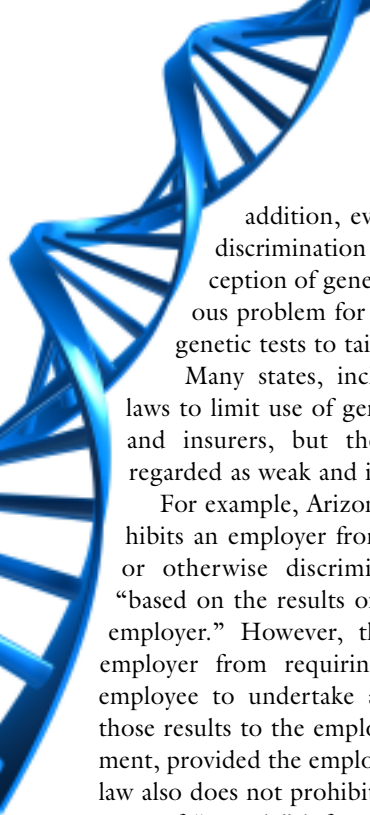 addition, ev
discrimination
ception of gene
ous problem for
genetic tests to tai
Many states, inc
laws to limit use of ge
and insurers, but th
regarded as weak and i
For example, Arizon
hibits an employer fro
or otherwise discrimi
“based on the results o
employer.” However, t
employer from requirin
employee to undertake a
those results to the emplo
ment, provided the emplo
law also does not prohibi